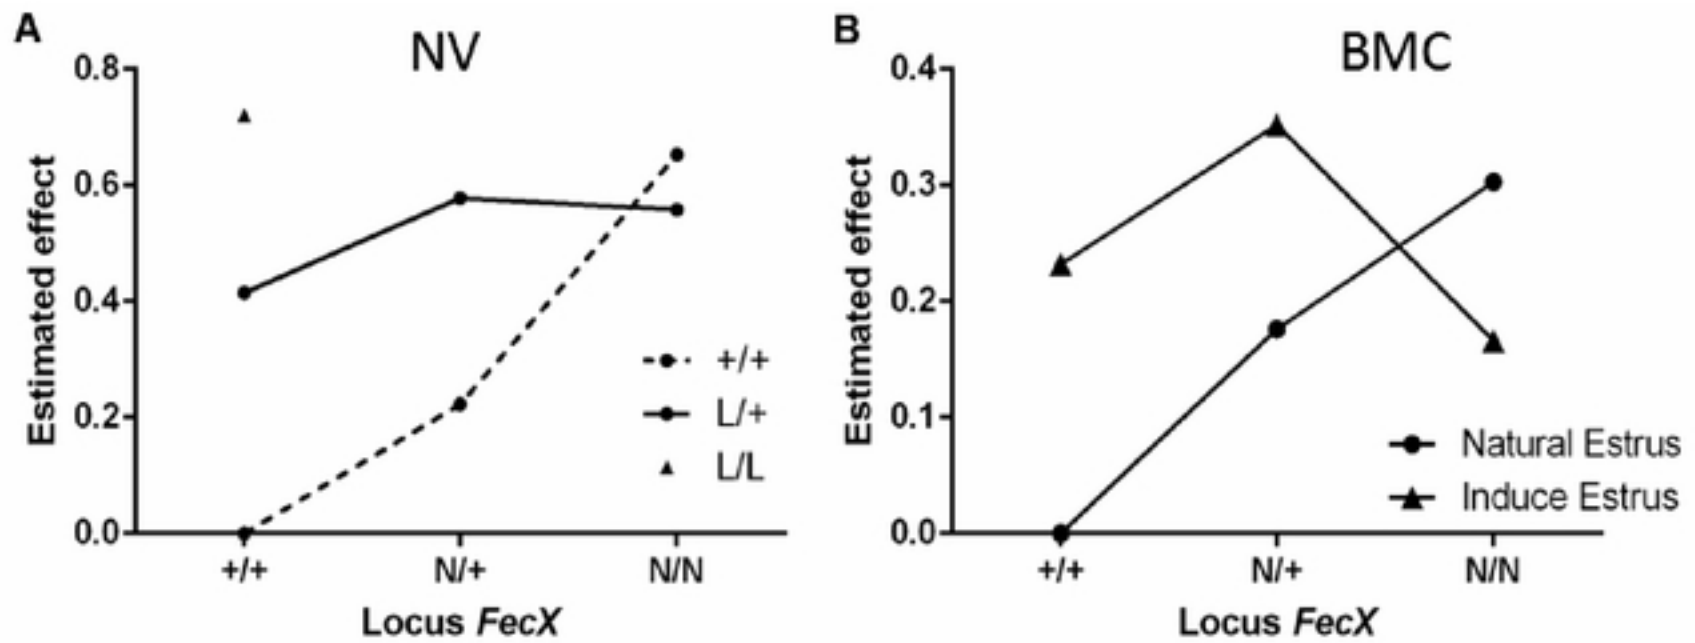 A
NV
0.8
0.6
0.4
0.2
0.0
Estimated effect
+/+
L/+
L/L
+/+ N/+ N/N
Locus FecX
B
BMC
0.4
0.3
0.2
0.1
0.0
Estimated effect
Natural Estrus
Induce Estrus
+/+ N/+ N/N
Locus FecX